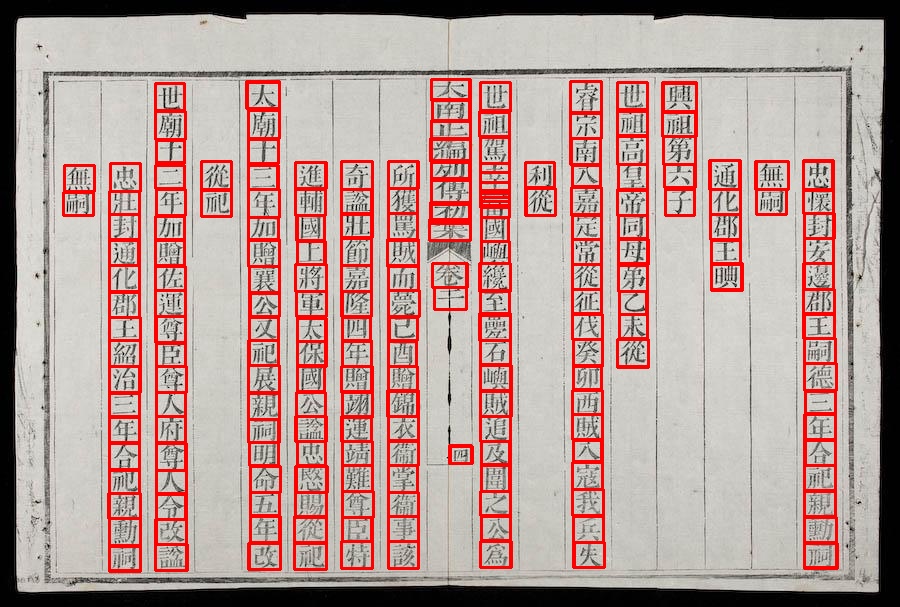 忠懷封安邊郡王嗣德三年合祀親勳祠
無嗣
通化郡王晪
興祖第六子
世祖高皇帝同母弟乙未從
睿宗南入嘉定常從征伐癸卯西賊入寇我兵失
利從
世祖駕幸富國嶼纔至疊石嶼賊追及圍之公爲
大南正編列傳初集
卷二
四
所獲罵賊而薨己酉贈錦衣衞掌衞事該
奇諡壯節嘉隆四年贈翊運靖難尊臣特
進輔國上將軍太保國公諡忠愍賜從祀
太廟十三年加贈襄公又祀展親祠明命五年改
從祀
世廟十二年加贈佐運尊臣尊人府尊人令改諡
忠壯封通化郡王紹治三年合祀親勳祠
無嗣